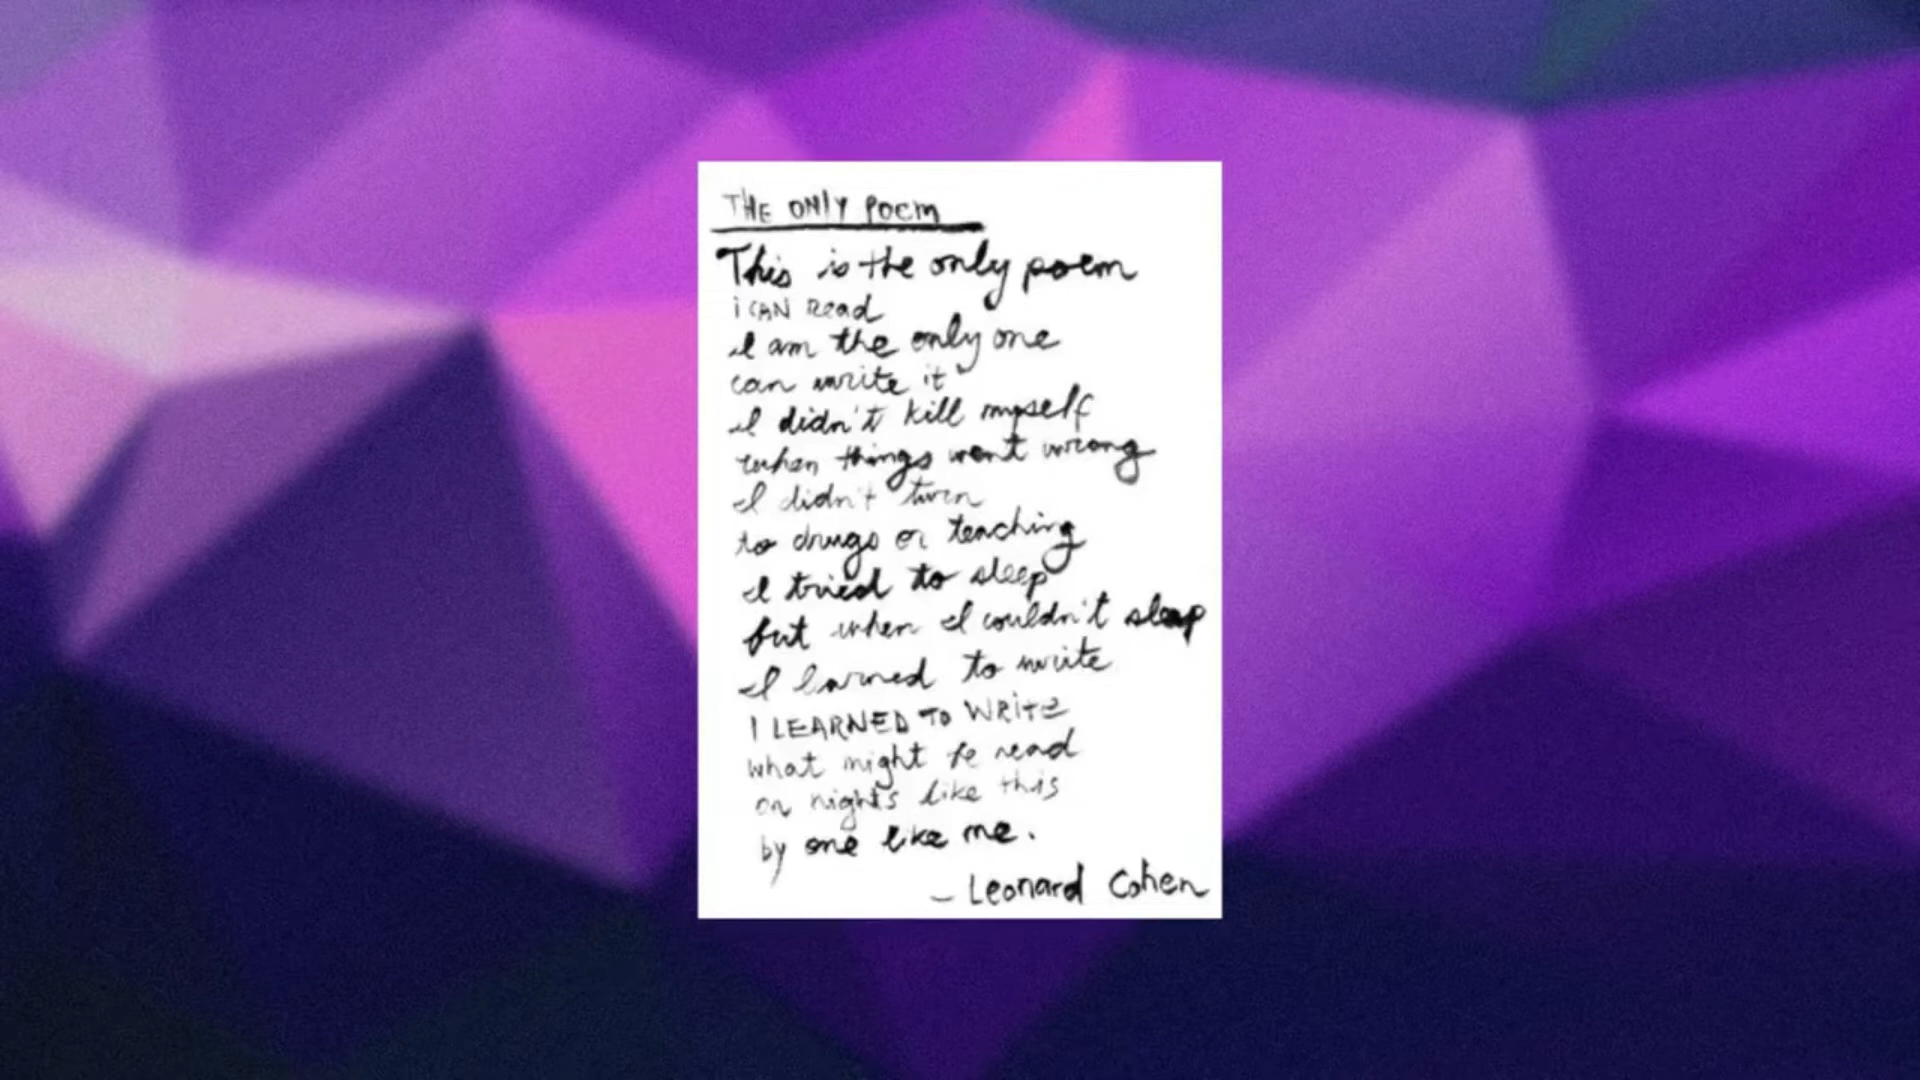 THE ONLY POEM
This is the only poem
i CAN Read
I am the only one
can write it
I didn't kill myself
when things went wrong
I didn't turn
to drugs or teaching
I tried to sleep
but when I couldn't sleep
I learned to write
I LEARNED TO WRiTE
what might be read
on nights like this
by one like me.
– Leonard Cohen